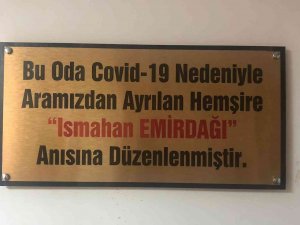 Bu Oda Covid-19 Nedeniyle
Aramızdan Ayrılan Hemşire
“Ismahan EMİRDAĞI”
Anısına Düzenlenmiştir.